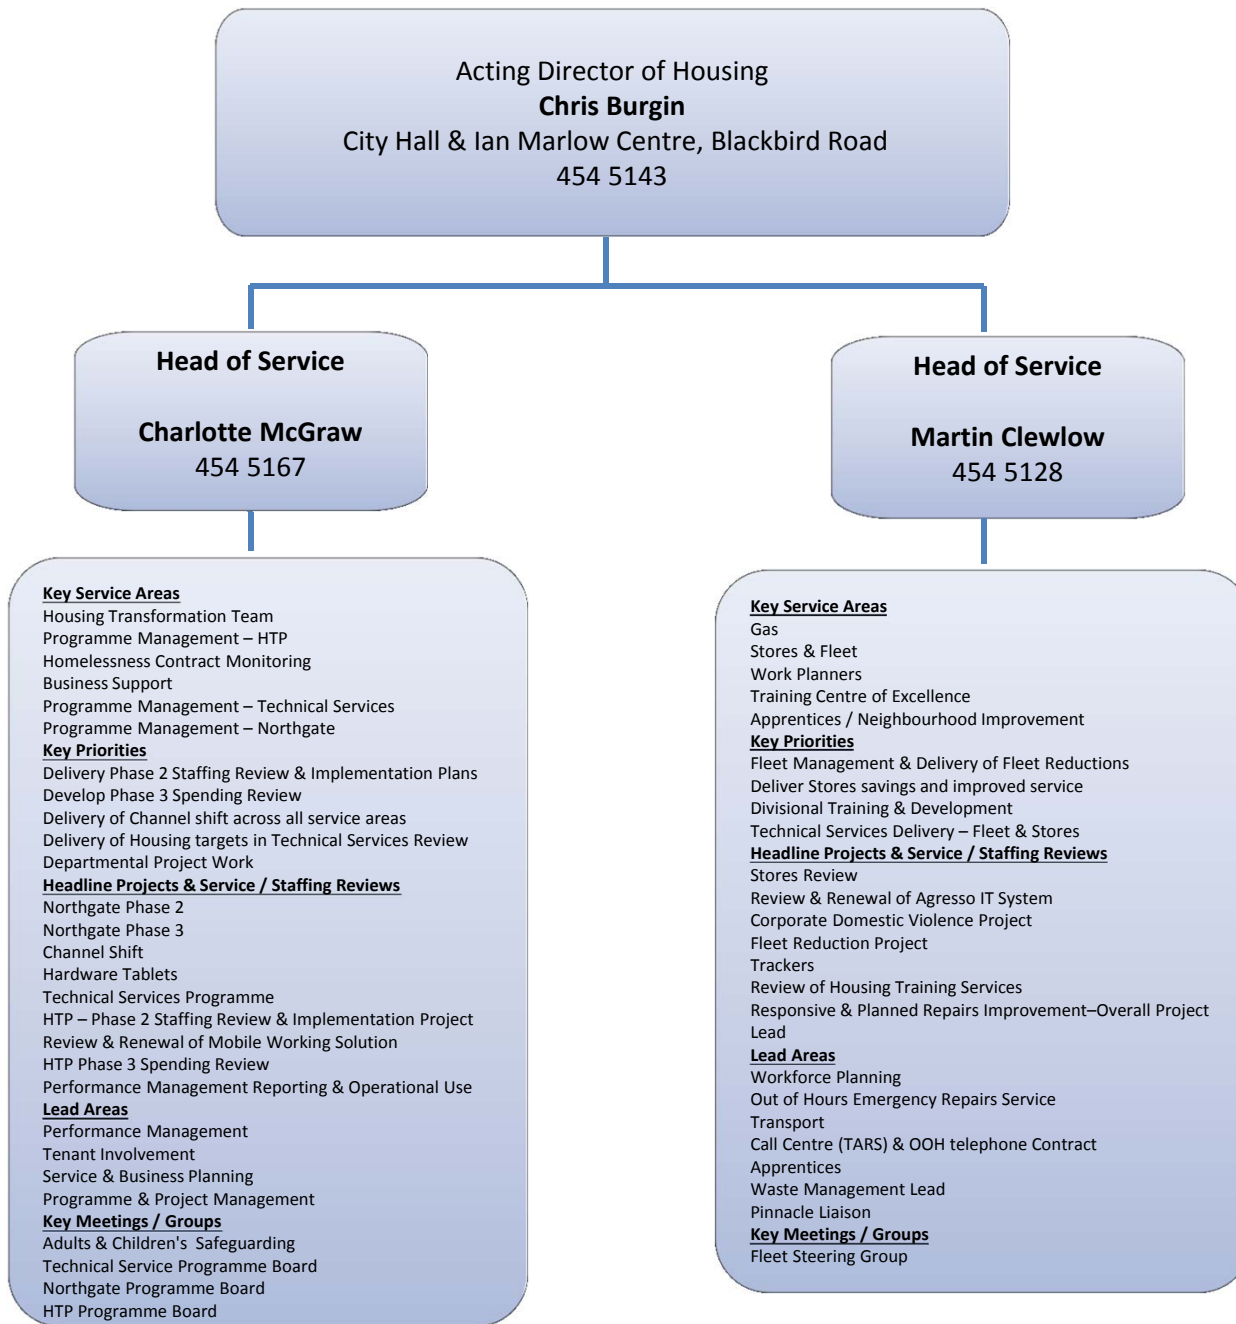 Acting Director of Housing
Chris Burgin
City Hall & Ian Marlow Centre, Blackbird Road
454 5143
Head of Service
Charlotte McGraw
454 5167
Head of Service
Martin Clewlow
454 5128
Key Service Areas
Housing Transformation Team
Programme Management – HTP
Homelessness Contract Monitoring
Business Support
Programme Management – Technical Services
Programme Management – Northgate
Key Priorities
Delivery Phase 2 Staffing Review & Implementation Plans
Develop Phase 3 Spending Review
Delivery of Channel shift across all service areas
Delivery of Housing targets in Technical Services Review
Departmental Project Work
Headline Projects & Service / Staffing Reviews
Northgate Phase 2
Northgate Phase 3
Channel Shift
Hardware Tablets
Technical Services Programme
HTP – Phase 2 Staffing Review & Implementation Project
Review & Renewal of Mobile Working Solution
HTP Phase 3 Spending Review
Performance Management Reporting & Operational Use
Lead Areas
Performance Management
Tenant Involvement
Service & Business Planning
Programme & Project Management
Key Meetings / Groups
Adults & Children's Safeguarding
Technical Service Programme Board
Northgate Programme Board
HTP Programme Board
Key Service Areas
Gas
Stores & Fleet
Work Planners
Training Centre of Excellence
Apprentices / Neighbourhood Improvement
Key Priorities
Fleet Management & Delivery of Fleet Reductions
Deliver Stores savings and improved service
Divisional Training & Development
Technical Services Delivery – Fleet & Stores
Headline Projects & Service / Staffing Reviews
Stores Review
Review & Renewal of Agresso IT System
Corporate Domestic Violence Project
Fleet Reduction Project
Trackers
Review of Housing Training Services
Responsive & Planned Repairs Improvement–Overall Project
Lead
Lead Areas
Workforce Planning
Out of Hours Emergency Repairs Service
Transport
Call Centre (TARS) & OOH telephone Contract
Apprentices
Waste Management Lead
Pinnacle Liaison
Key Meetings / Groups
Fleet Steering Group